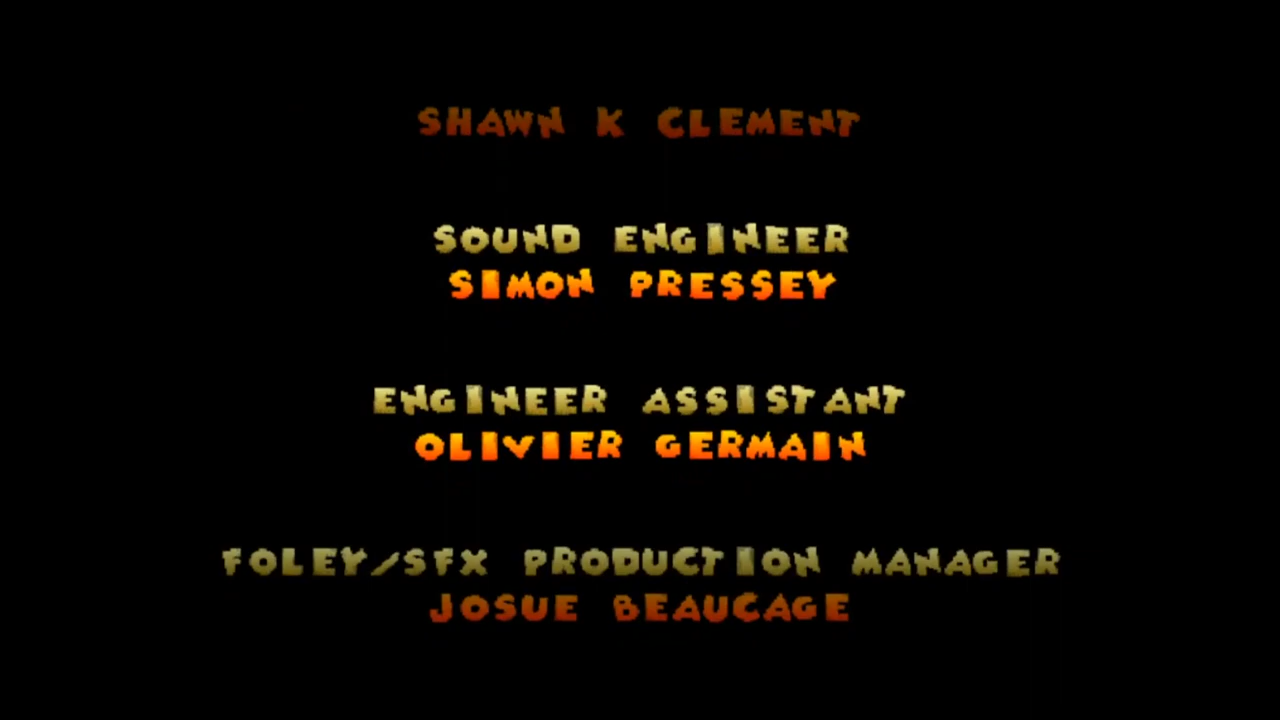 SHAWN K CLEMENT
SOUND ENGINEER
SIMON PRESSEY
ENGINEER ASSISTANT
OLIVIER GERMAIN
FOLEY/SFX PRODUCTION MANAGER
JOSUE BEAUCAGE